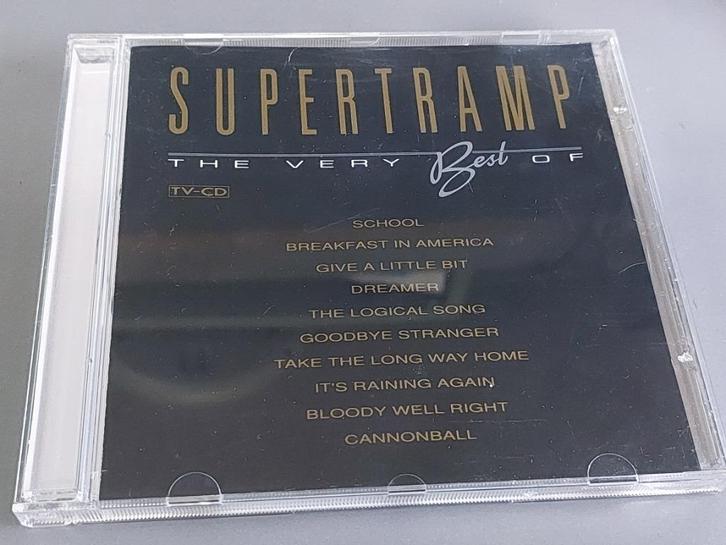 SUPERTRAMP
THE VERY Best OF
TV-CD
SCHOOL
BREAKFAST IN AMERICA
GIVE A LITTLE BIT
DREAMER
THE LOGICAL SONG
GOODBYE STRANGER
TAKE THE LONG WAY HOME
IT'S RAINING AGAIN
BLOODY WELL RIGHT
CANNONBALL